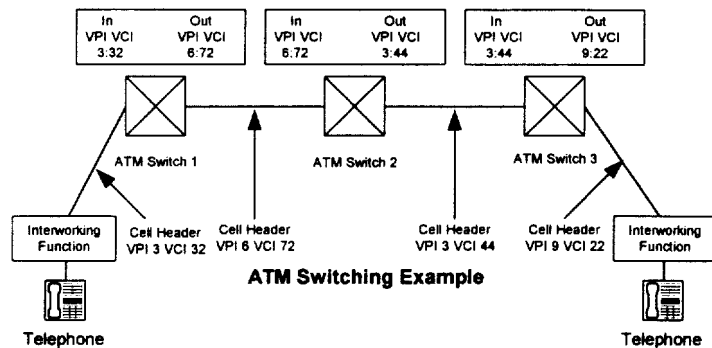 In Out
VPI VCI VPI VCI
3:32 6:72
In Out
VPI VCI VPI VCI
6:72 3:44
In Out
VPI VCI VPI VCI
3:44 9:22
ATM Switch 1
ATM Switch 2
ATM Switch 3
Interworking
Function
Cell Header
VPI 3 VCI 32
Cell Header
VPI 6 VCI 72
Cell Header
VPI 3 VCI 44
Cell Header
VPI 9 VCI 22
Interworking
Function
ATM Switching Example
Telephone
Telephone